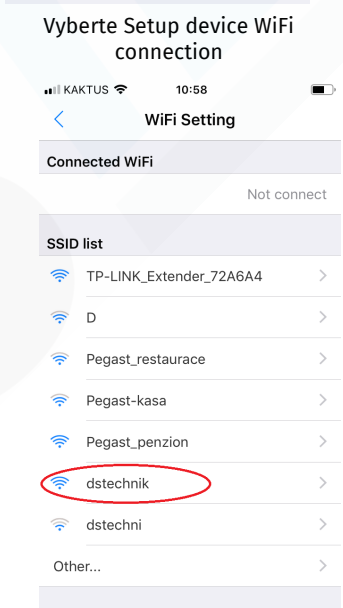 Vyberte Setup device WiFi
connection
KAKTUS 10:58
WiFi Setting
Connected WiFi
Not connect
SSID list
TP-LINK_Extender_72A6A4
D
Pegast_restaurace
Pegast-kasa
Pegast_penzion
dstechnik
dstechni
Other...